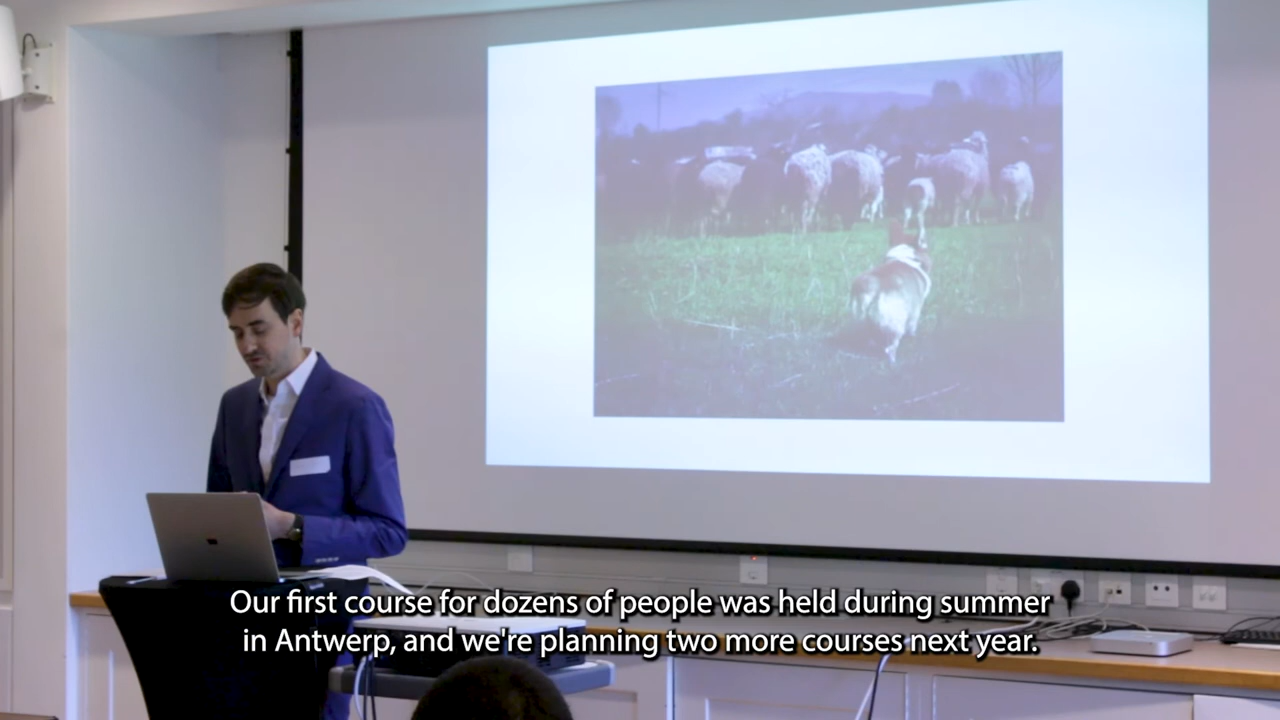 Our first course for dozens of people was held during summer
in Antwerp, and we're planning two more courses next year.